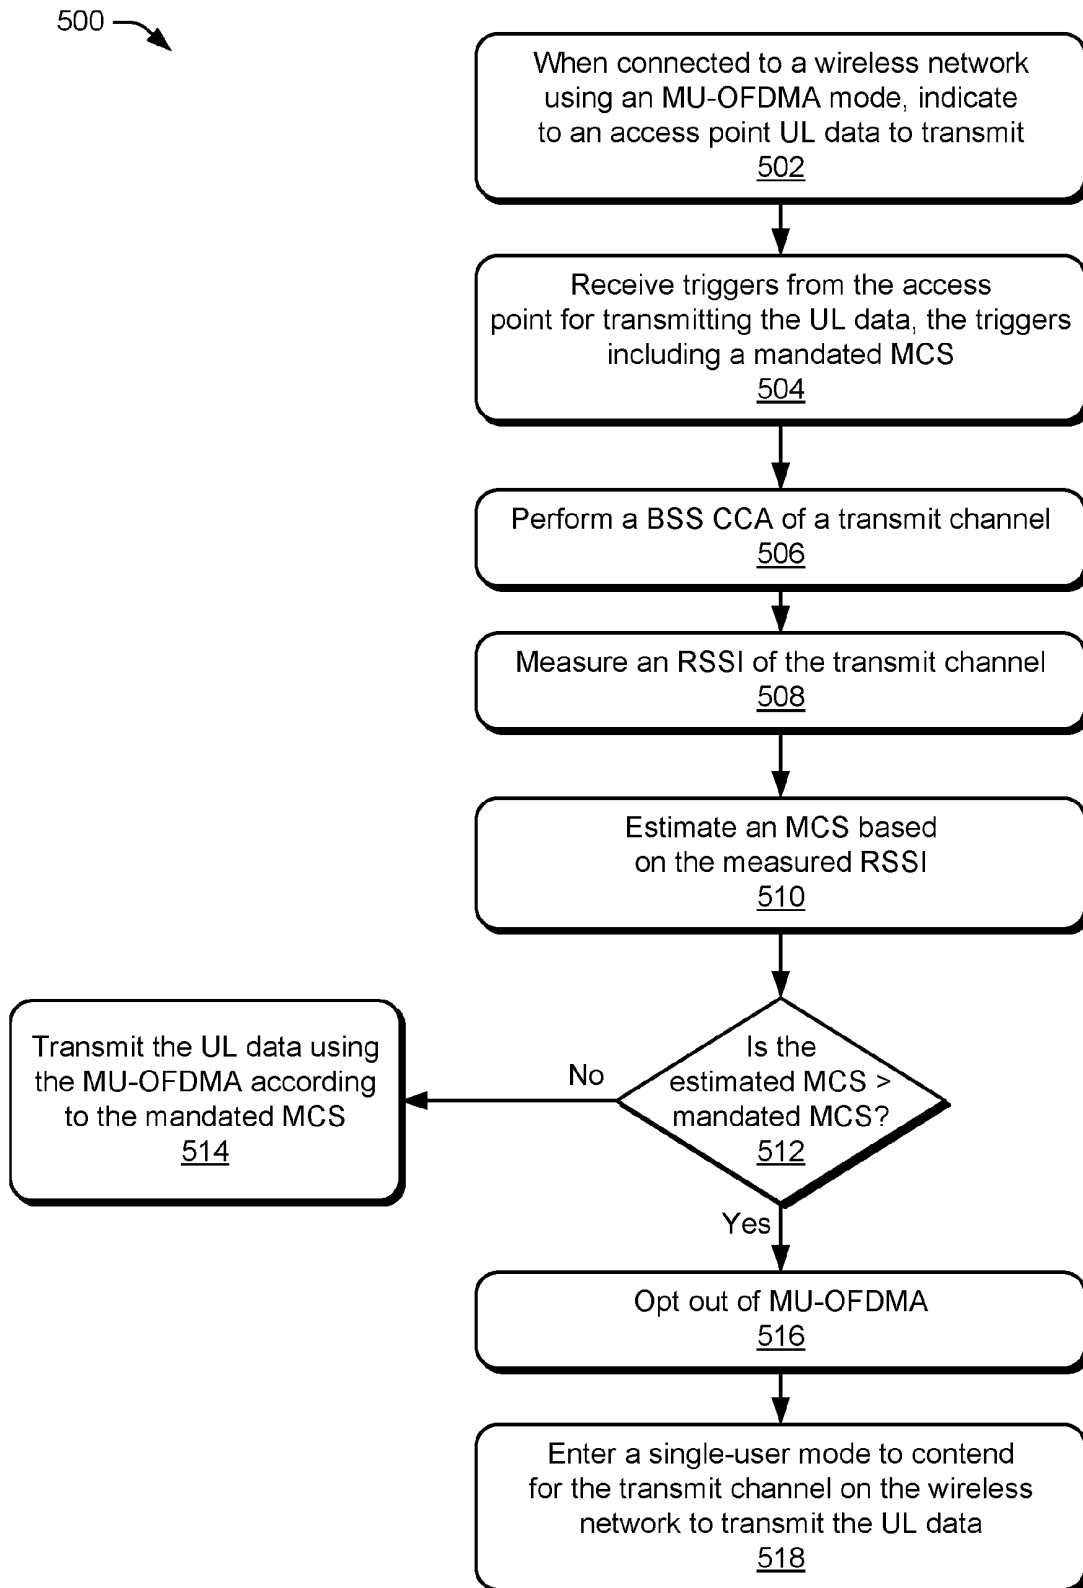 500
When connected to a wireless network
using an MU-OFDMA mode, indicate
to an access point UL data to transmit
502
Receive triggers from the access
point for transmitting the UL data, the triggers
including a mandated MCS
504
Perform a BSS CCA of a transmit channel
506
Measure an RSSI of the transmit channel
508
Estimate an MCS based
on the measured RSSI
510
Is the
estimated MCS >
mandated MCS?
512
No
Transmit the UL data using
the MU-OFDMA according
to the mandated MCS
514
Yes
Opt out of MU-OFDMA
516
Enter a single-user mode to contend
for the transmit channel on the wireless
network to transmit the UL data
518